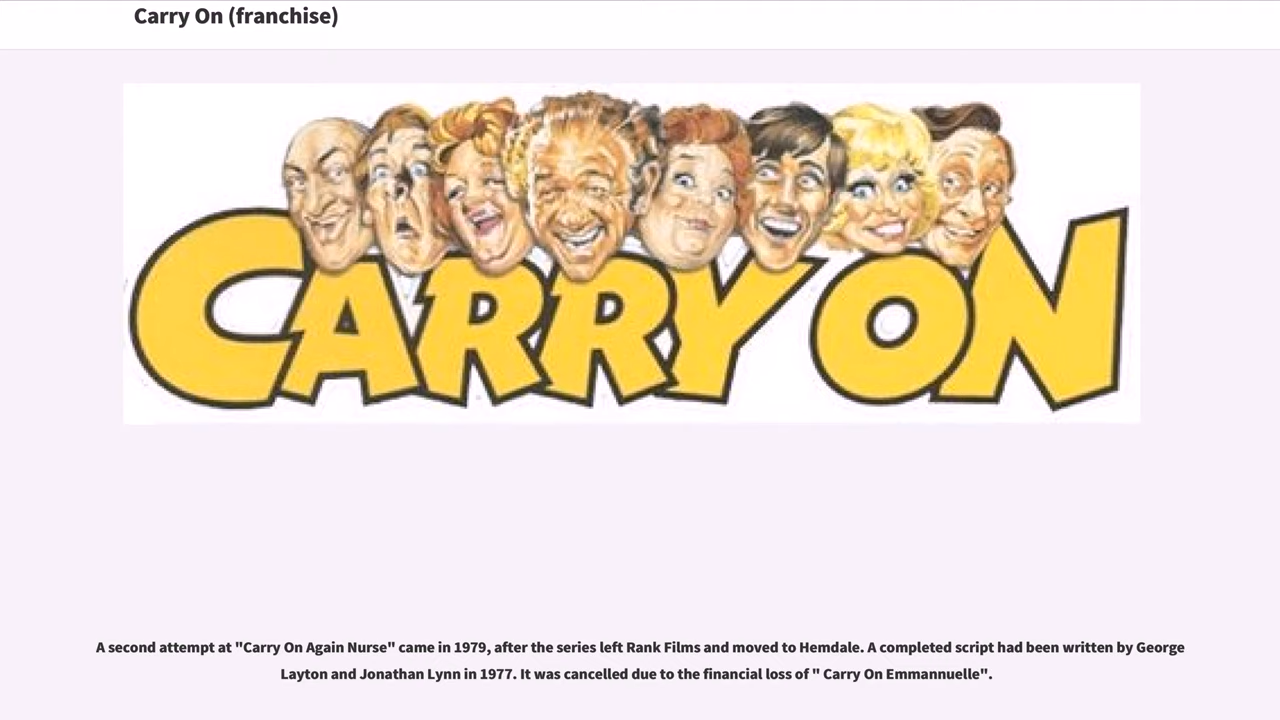 Carry On (franchise)
CARRY ON
A second attempt at "Carry On Again Nurse" came in 1979, after the series left Rank Films and moved to Hemdale. A completed script had been written by George
Layton and Jonathan Lynn in 1977. It was cancelled due to the financial loss of " Carry On Emmannuelle".